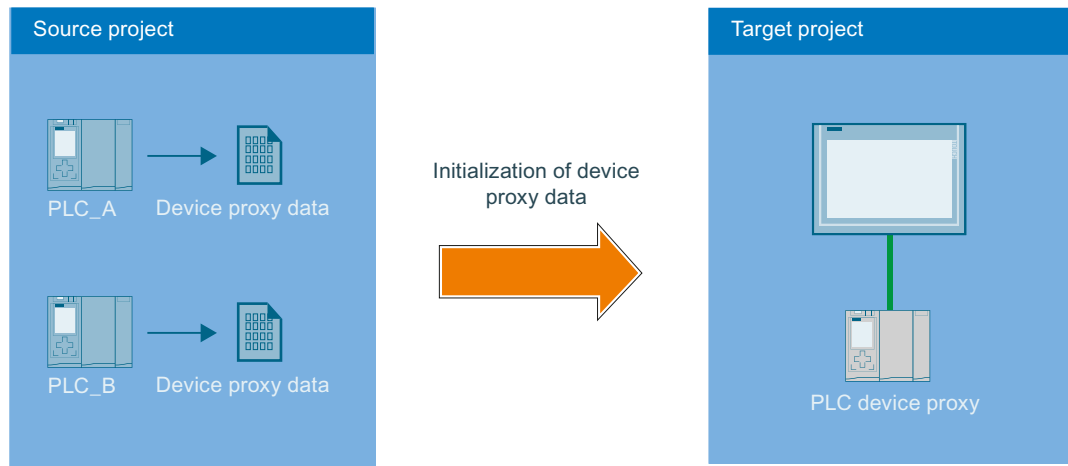 Source project
Target project
PLC_A
Device proxy data
Initialization of device
proxy data
PLC_B
Device proxy data
PLC device proxy